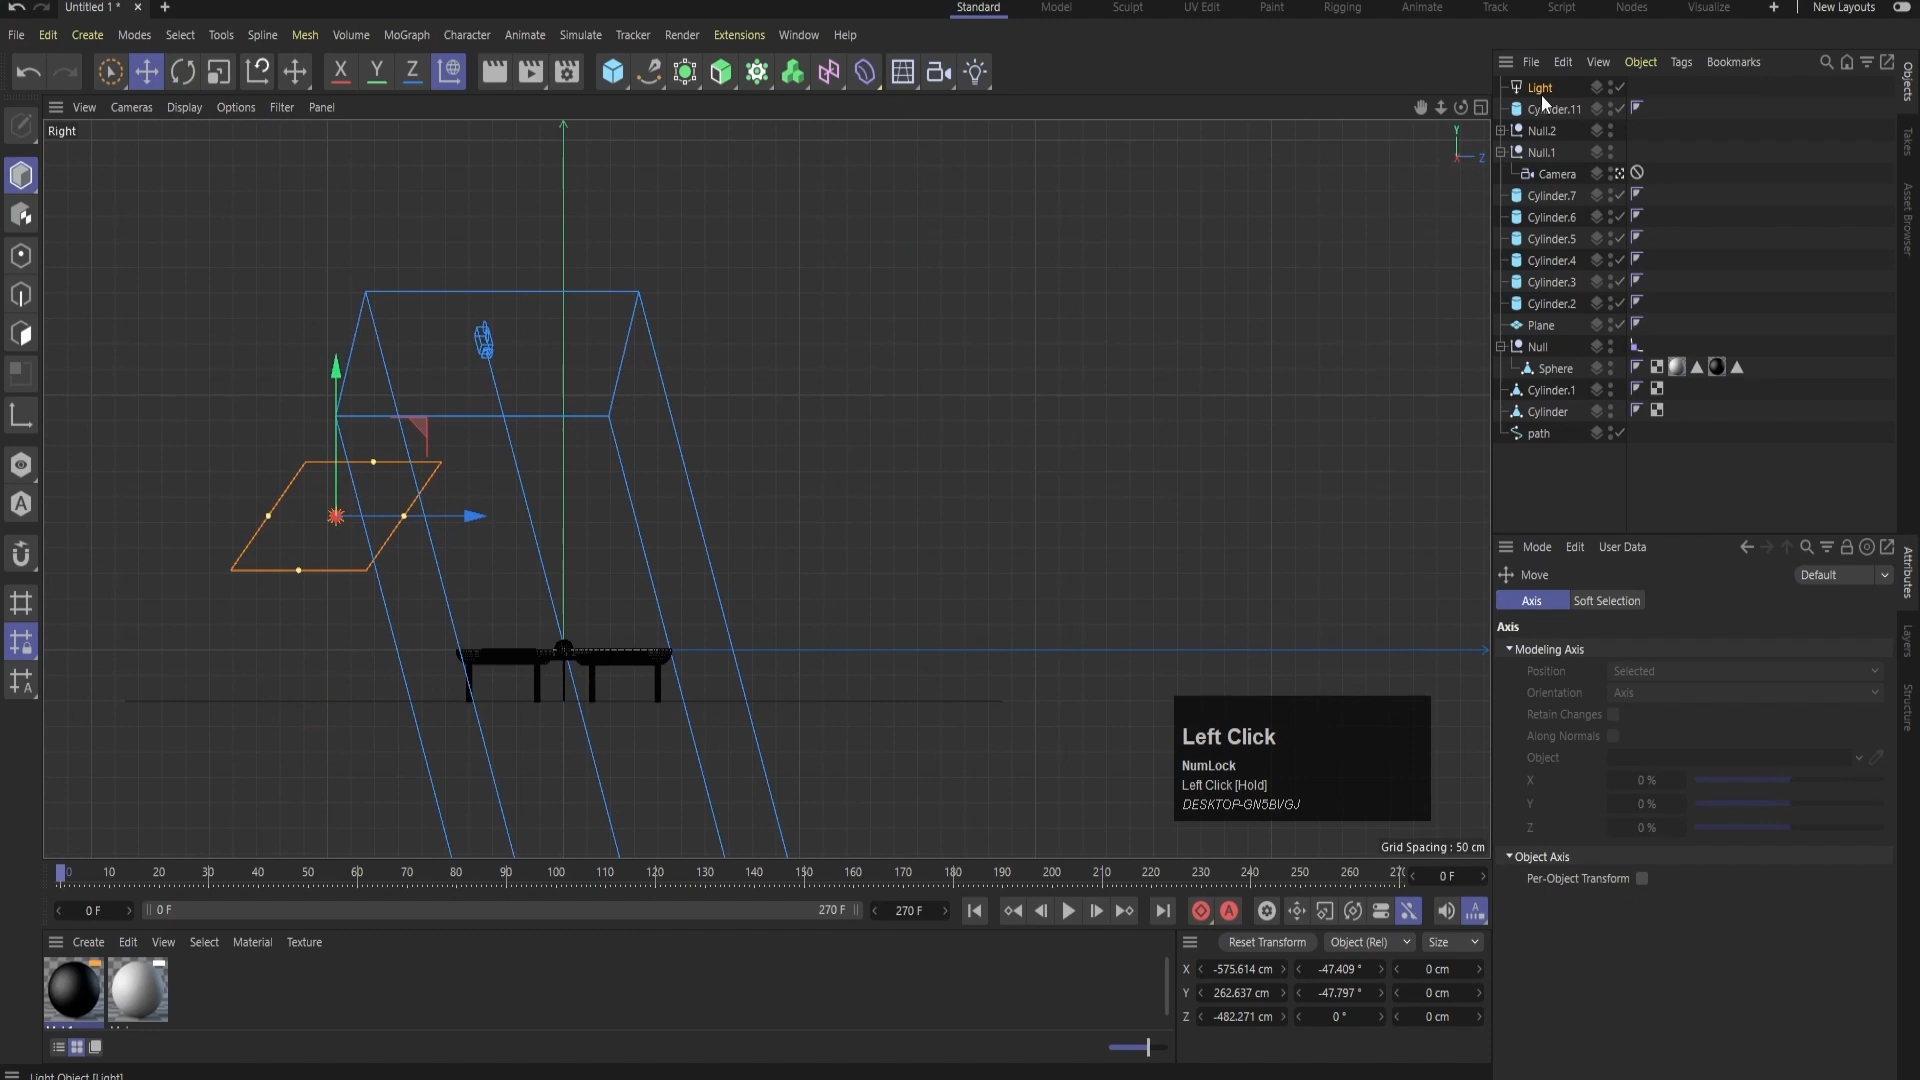 Untitled 1 *
Standard Model Sculpt UV Edit Paint Rigging Animate Track Script Nodes Visualize New Layouts
File Edit Create Modes Select Tools Spline Mesh Volume MoGraph Character Animate Simulate Tracker Render Extensions Window Help
X Y Z
File Edit View Object Tags Bookmarks
View Cameras Display Options Filter Panel
Right
Y
Z
X
Light
Cylinder.11
Null.2
Null.1
Camera
Cylinder.7
Cylinder.6
Cylinder.5
Cylinder.4
Cylinder.3
Cylinder.2
Plane
Null
Sphere
Cylinder.1
Cylinder
path
Objects
Takes
Asset Browser
Mode Edit User Data
Move Default
Axis Soft Selection
Axis
Modeling Axis
Position Selected
Orientation Axis
Retain Changes
Along Normals
Object
X 0 %
Y 0 %
Z 0 %
Object Axis
Per-Object Transform
Attributes
Layers
Structure
Left Click
NumLock
Left Click [Hold]
DESKTOP-GN5BVGJ
Grid Spacing : 50 cm
0 10 20 30 40 50 60 70 80 90 100 110 120 130 140 150 160 170 180 190 200 210 220 230 240 250 260 0 F
0 F 0 F 270 F 270 F
Create Edit View Select Material Texture
Reset Transform Object (Rel) Size
X -575.614 cm -47.409 ° 0 cm
Y 262.637 cm -47.797 ° 0 cm
Z -482.271 cm 0 ° 0 cm
Light Object [Light]